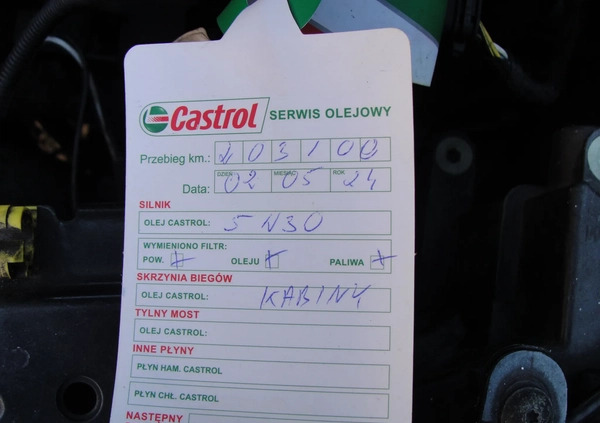 Castrol SERWIS OLEJOWY
Przebieg km.: 203100
DZIEŃ MIESIĄC ROK
Data: 02 05 24
SILNIK
OLEJ CASTROL: 5W30
WYMIENIONO FILTR:
POW. OLEJU PALIWA
SKRZYNIA BIEGÓW
OLEJ CASTROL: KABINY
TYLNY MOST
OLEJ CASTROL:
INNE PŁYNY
PŁYN HAM. CASTROL
PŁYN CHŁ. CASTROL
NASTĘPNY